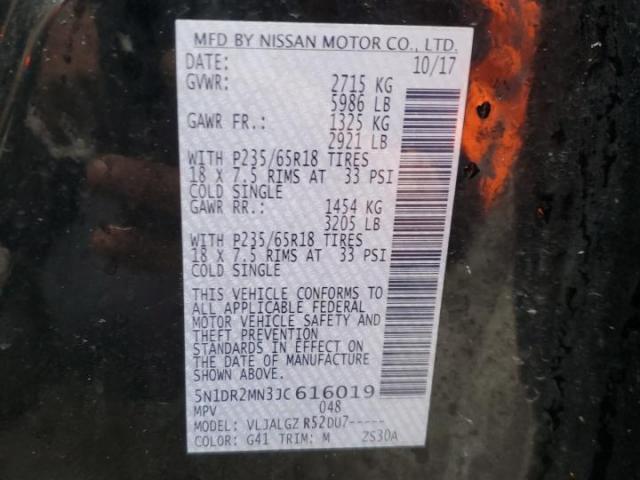 MFD BY NISSAN MOTOR CO., LTD.
DATE: 10/17
GVWR: 2715 KG
5986 LB
GAWR FR.: 1325 KG
2921 LB
WITH P235/65R18 TIRES
18 X 7.5 RIMS AT 33 PSI
COLD SINGLE
GAWR RR.: 1454 KG
3205 LB
WITH P235/65R18 TIRES
18 X 7.5 RIMS AT 33 PSI
COLD SINGLE
THIS VEHICLE CONFORMS TO
ALL APPLICABLE FEDERAL
MOTOR VEHICLE SAFETY AND
THEFT PREVENTION
STANDARDS IN EFFECT ON
THE DATE OF MANUFACTURE
SHOWN ABOVE.
5N1DR2MN3JC616019
MPV 048
MODEL: VLJALGZ R52DU7-----
COLOR: G41 TRIM: M ZS30A